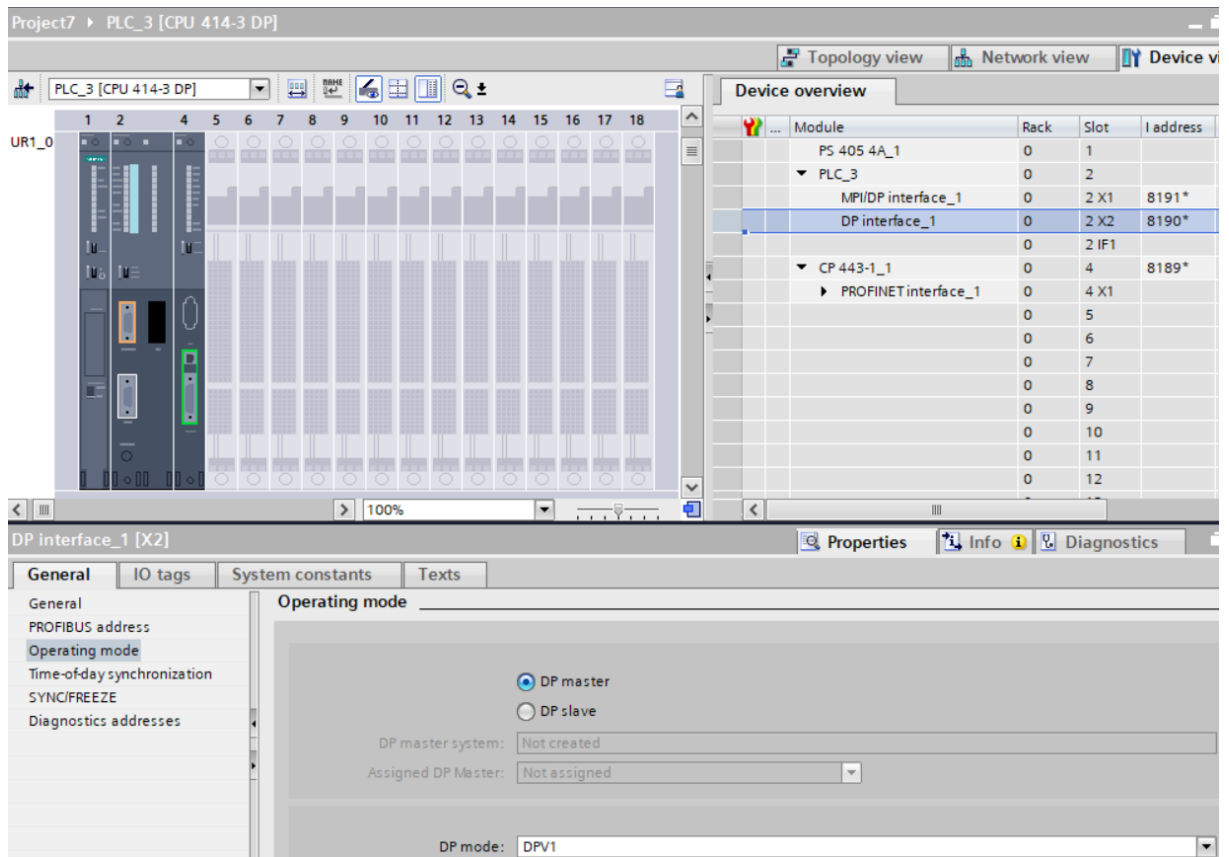 Project7 ▸ PLC_3 [CPU 414-3 DP]
Topology view Network view Device vi
PLC_3 [CPU 414-3 DP]
Device overview
1 2 4 5 6 7 8 9 10 11 12 13 14 15 16 17 18
UR1_0
... Module Rack Slot I address
PS 405 4A_1 0 1
PLC_3 0 2
MPI/DP interface_1 0 2 X1 8191*
DP interface_1 0 2 X2 8190*
0 2 IF1
CP 443-1_1 0 4 8189*
PROFINET interface_1 0 4 X1
0 5
0 6
0 7
0 8
0 9
0 10
0 11
0 12
100%
DP interface_1 [X2]
Properties Info Diagnostics
General IO tags System constants Texts
General
PROFIBUS address
Operating mode
Time-of-day synchronization
SYNC/FREEZE
Diagnostics addresses
Operating mode
DP master
DP slave
DP master system: Not created
Assigned DP Master: Not assigned
DP mode: DPV1